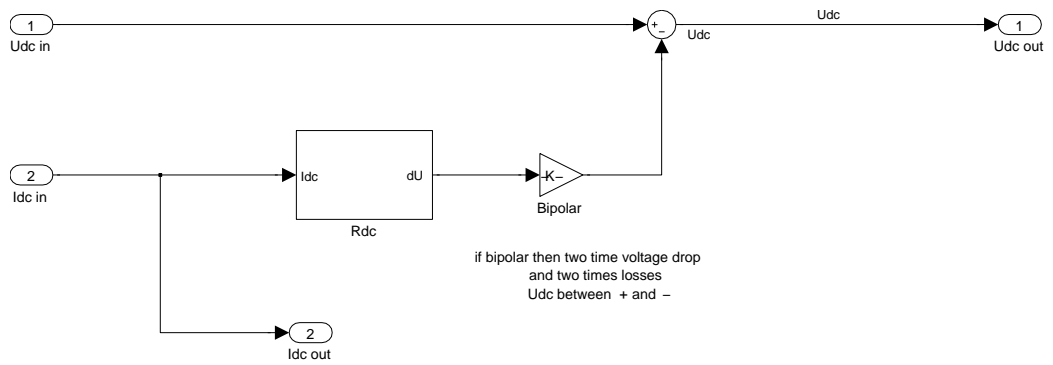 1
Udc in
+
−
Udc
Udc
1
Udc out
2
Idc in
Idc
dU
Rdc
−K−
Bipolar
if bipolar then two time voltage drop
and two times losses
Udc between + and −
2
Idc out